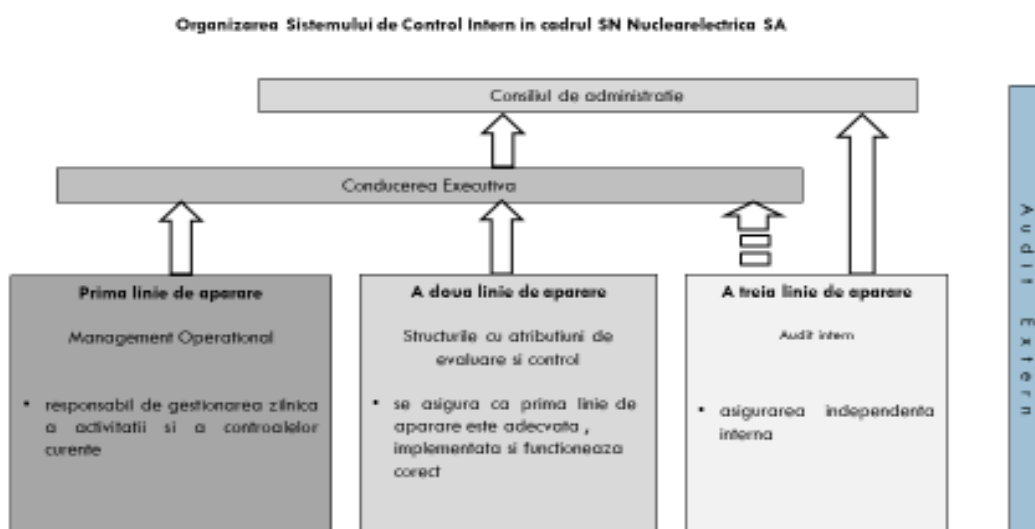 Organizarea Sistemului de Control Intern in cadrul SN Nuclearelectrica SA
Consiliul de administratie
Conducerea Executiva
Prima linie de aparare
Management Operational
• responsabil de gestionarea zilnica
a activitatii si a controalelor
curente
A doua linie de aparare
Structurile cu atributiuni de
evaluare si control
• se asigura ca prima linie de
aparare este adecvata ,
implementata si functioneaza
corect
A treia linie de aparare
Audit intern
• asigurarea independenta
interna
Audit Extern